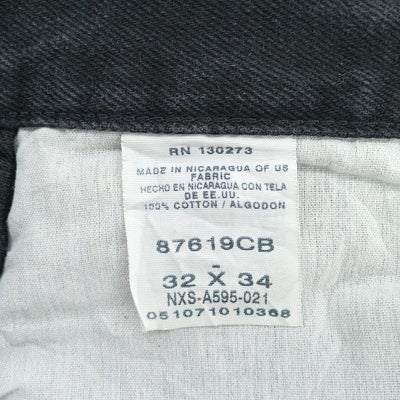 RN 130273
MADE IN NICARAGUA OF US
FABRIC
HECHO EN NICARAGUA CON TELA
DE EE.UU.
100% COTTON / ALGODON
87619CB
-
32 X 34
NXS-A595-021
051071010368